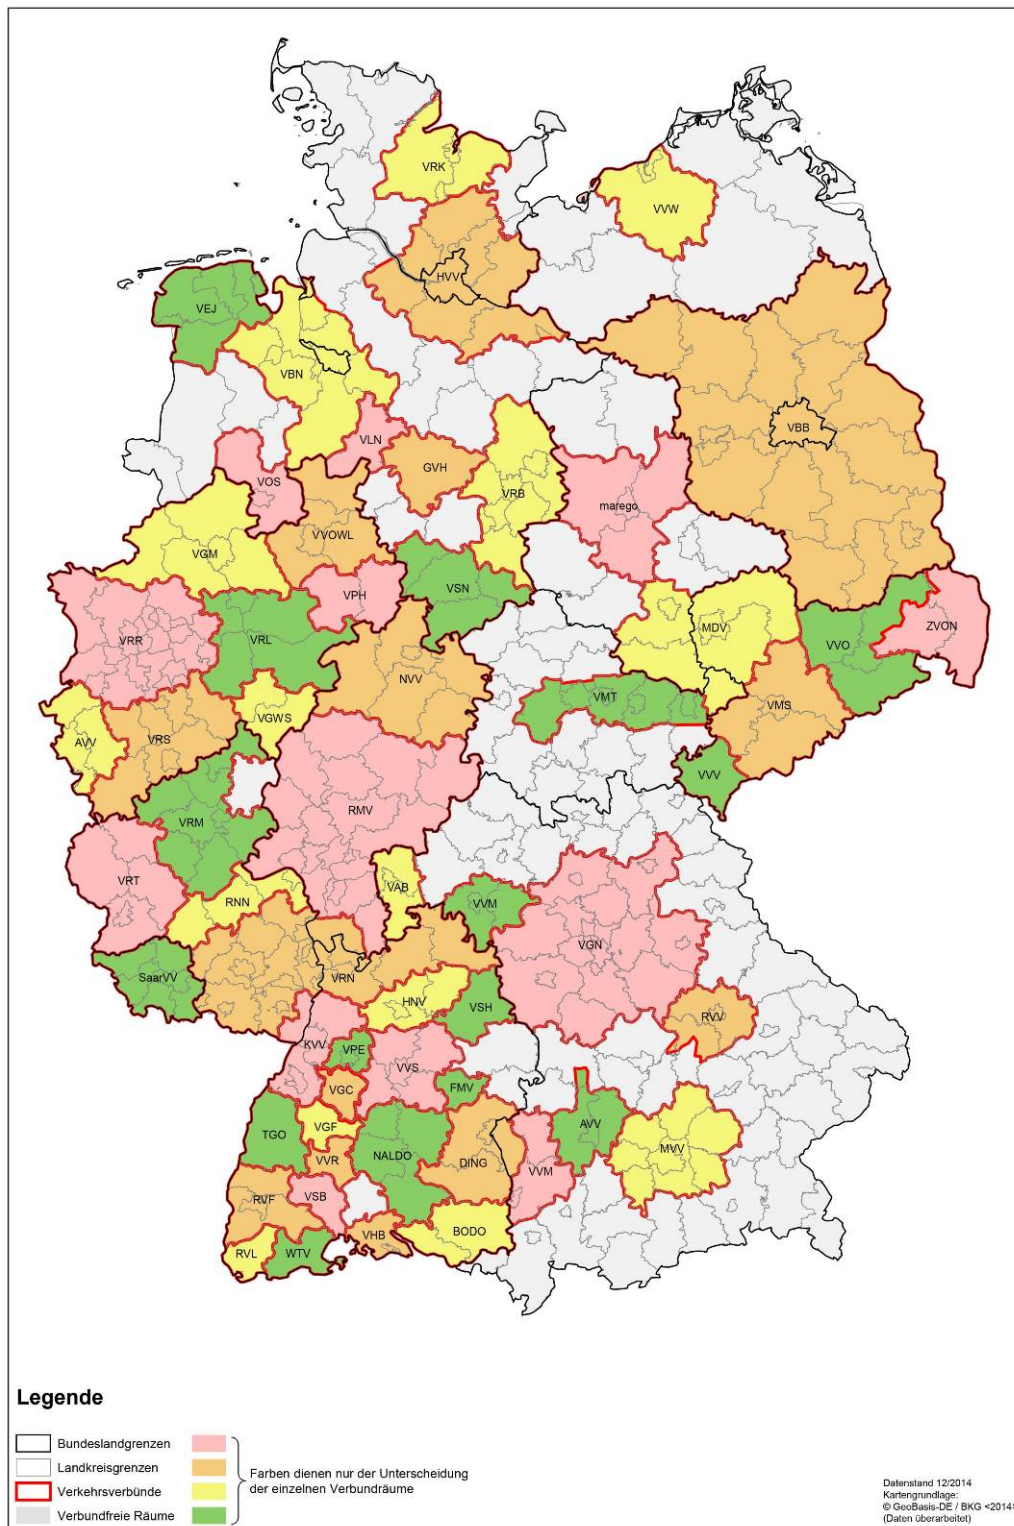 VRK
VVW
HVV
VEJ
VBN
VBB
VLN
GVH
VOS
VRB
marego
VVOWL
VGM
VSN
VPH
ZVON
MDV
VRR
VRL
VVO
NVV
VMT
VMS
VGWS
AVV
VRS
VVV
RMV
VRM
VRT
VAB
RNN
VVM
VGN
VRN
SaarVV
HNV
VSH
RVV
KVV
VPE
VVS
VGC
FMV
TGO
VGF
AVV
NALDO
MVV
VVR
DING
VVM
RVF
VSB
VHB
BODO
RVL
WTV
Legende
Bundeslandgrenzen
Landkreisgrenzen
Verkehrsverbünde
Verbundfreie Räume
Farben dienen nur der Unterscheidung
der einzelnen Verbundräume
Datenstand 12/2014
Kartengrundlage:
© GeoBasis-DE / BKG <2014>
(Daten überarbeitet)